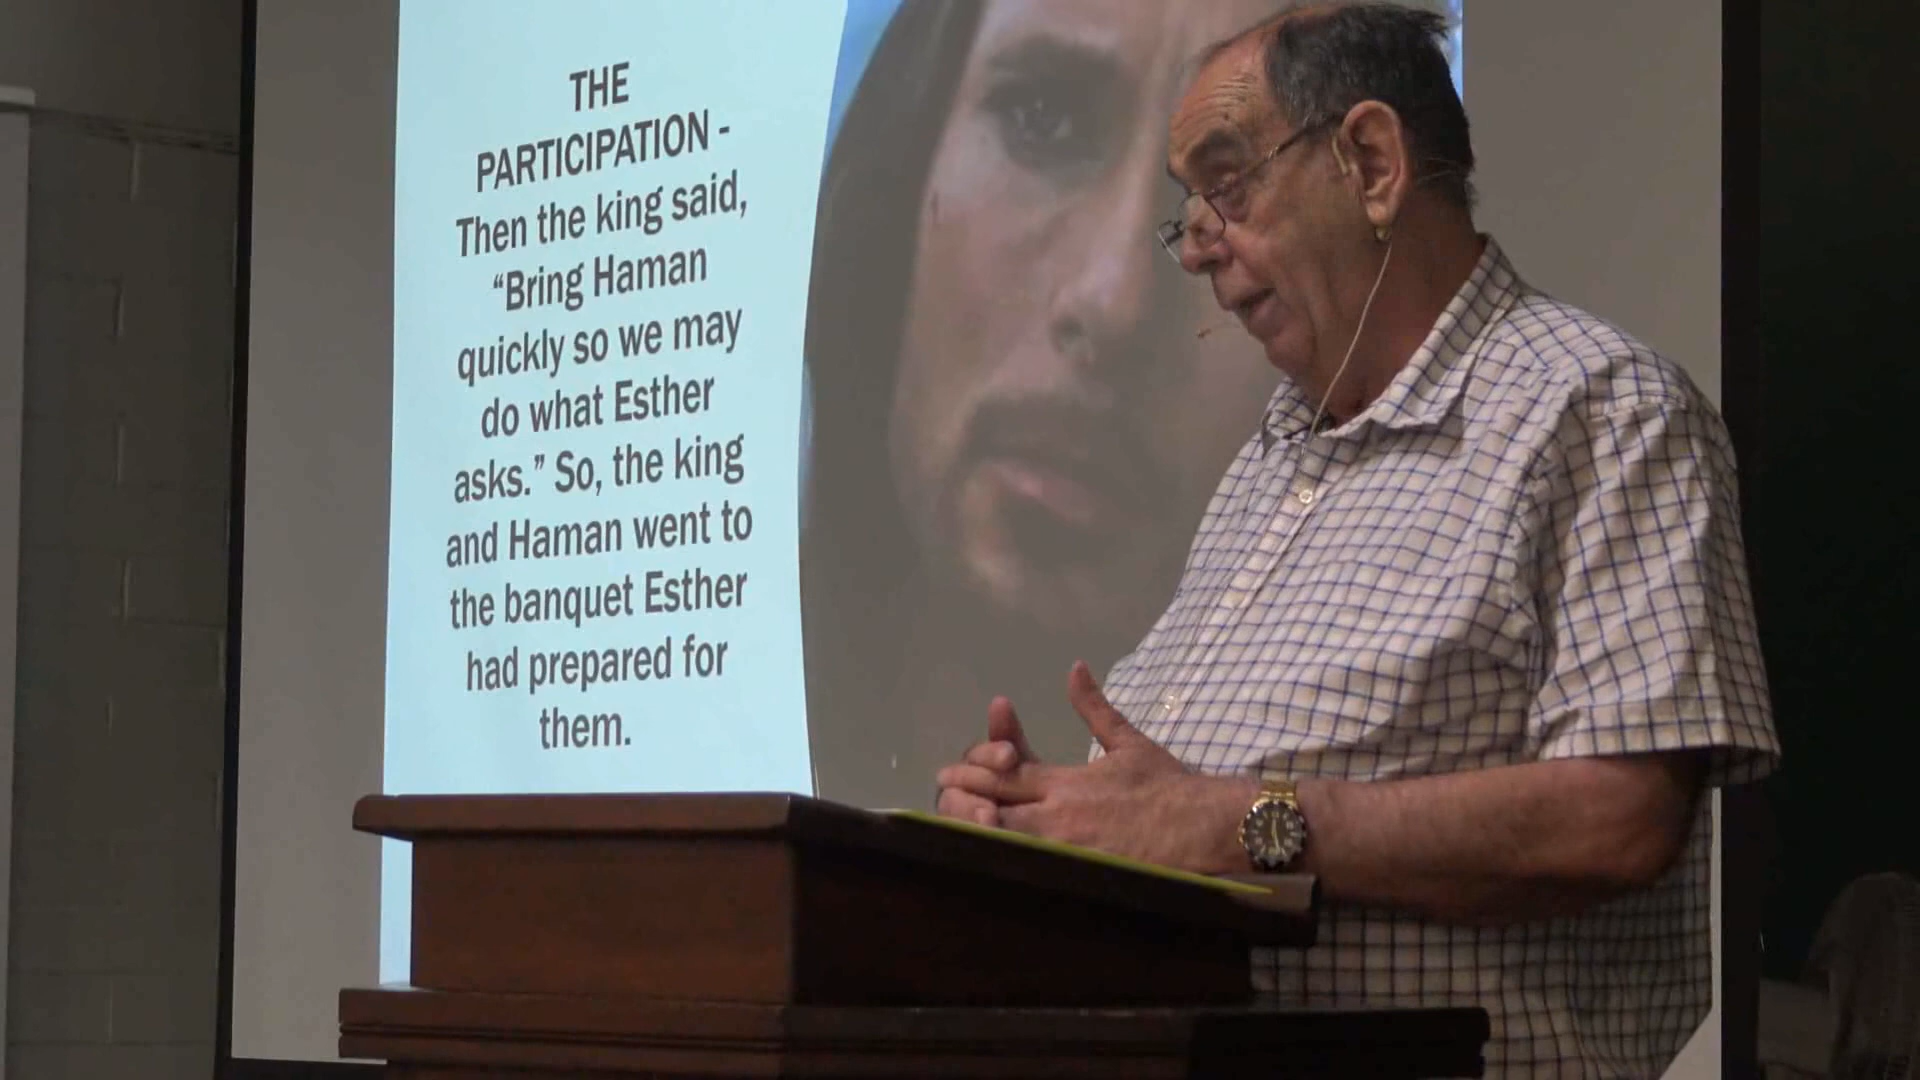 THE
PARTICIPATION -
Then the king said,
“Bring Haman
quickly so we may
do what Esther
asks.” So, the king
and Haman went to
the banquet Esther
had prepared for
them.